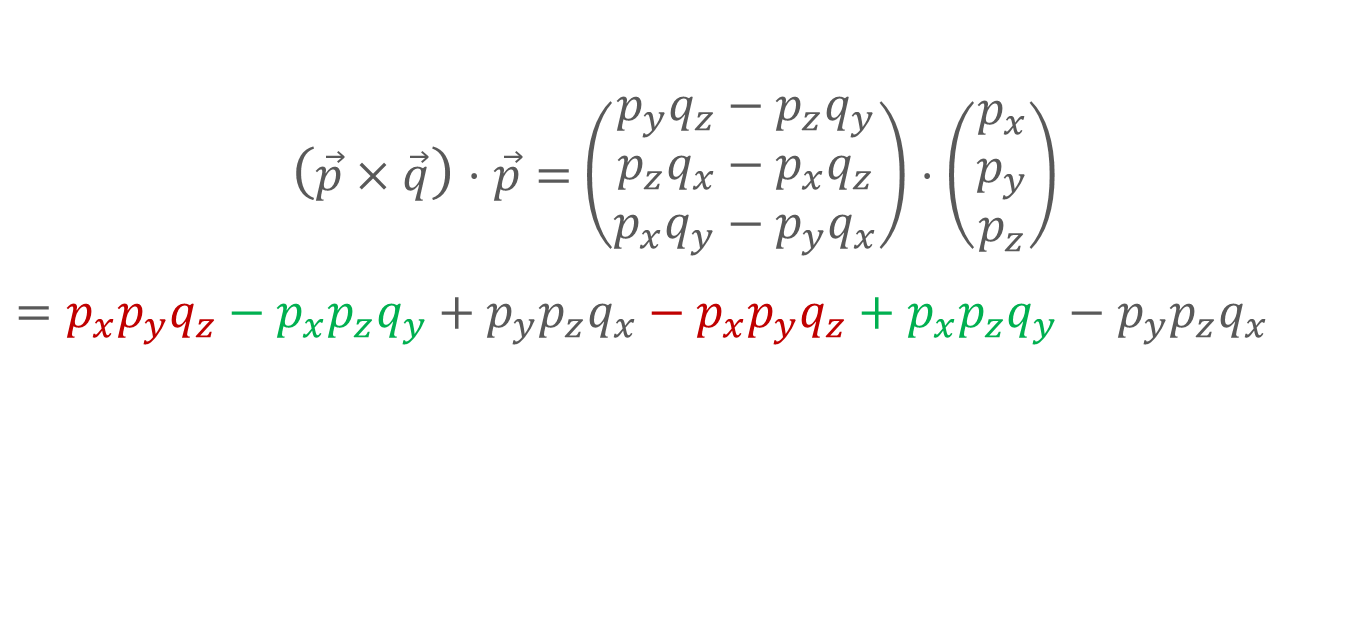 (p⃗ × q⃗) · p⃗ = (p_y q_z − p_z q_y, p_z q_x − p_x q_z, p_x q_y − p_y q_x) · (p_x, p_y, p_z)
= p_x p_y q_z − p_x p_z q_y + p_y p_z q_x − p_x p_y q_z + p_x p_z q_y − p_y p_z q_x